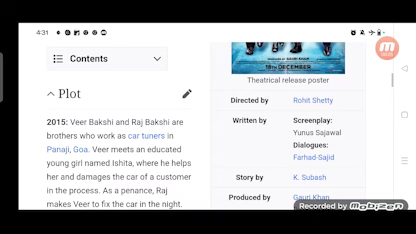 4:31
Contents
18TH DECEMBER
Theatrical release poster
Plot
Directed by Rohit Shetty
2015: Veer Bakshi and Raj Bakshi are
brothers who work as car tuners in
Panaji, Goa. Veer meets an educated
young girl named Ishita, where he helps
her and damages the car of a customer
in the process. As a penance, Raj
makes Veer to fix the car in the night.
Written by Screenplay:
Yunus Sajawal
Dialogues:
Farhad-Sajid
Story by K. Subash
Produced by Gauri Khan
Recorded by MOBIZEN